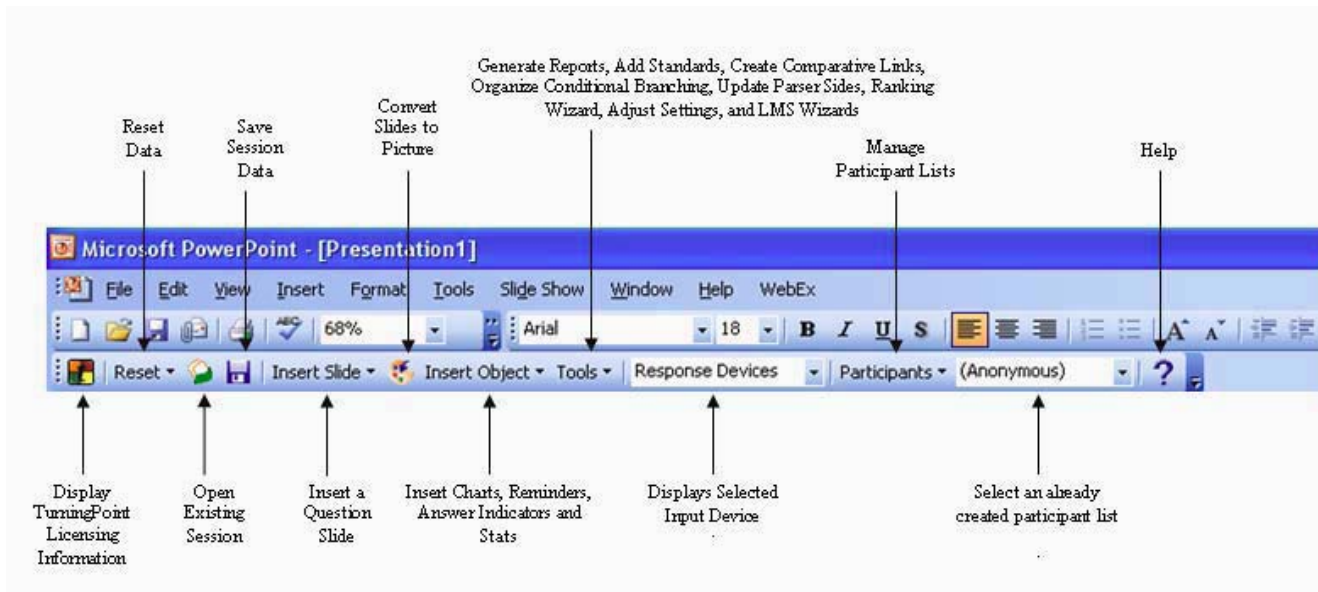 Generate Reports, Add Standards, Create Comparative Links,
Organize Conditional Branching, Update Parser Sides, Ranking
Wizard, Adjust Settings, and LMS Wizards
Reset
Data
Save
Session
Data
Convert
Slides to
Picture
Manage
Participant Lists
Help
Microsoft PowerPoint - [Presentation1]
File Edit View Insert Format Tools Slide Show Window Help WebEx
ABC 68% Arial 18 B I U S A A
Reset Insert Slide Insert Object Tools Response Devices Participants (Anonymous) ?
Display
TurningPoint
Licensing
Information
Open
Existing
Session
Insert a
Question
Slide
Insert Charts, Reminders,
Answer Indicators and
Stats
Displays Selected
Input Device
.
Select an already
created participant list
.